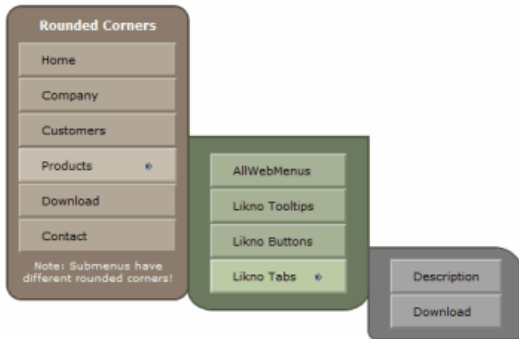 Rounded Corners
Home
Company
Customers
Products
Download
Contact
Note: Submenus have
different rounded corners!
AllWebMenus
Likno Tooltips
Likno Buttons
Likno Tabs
Description
Download